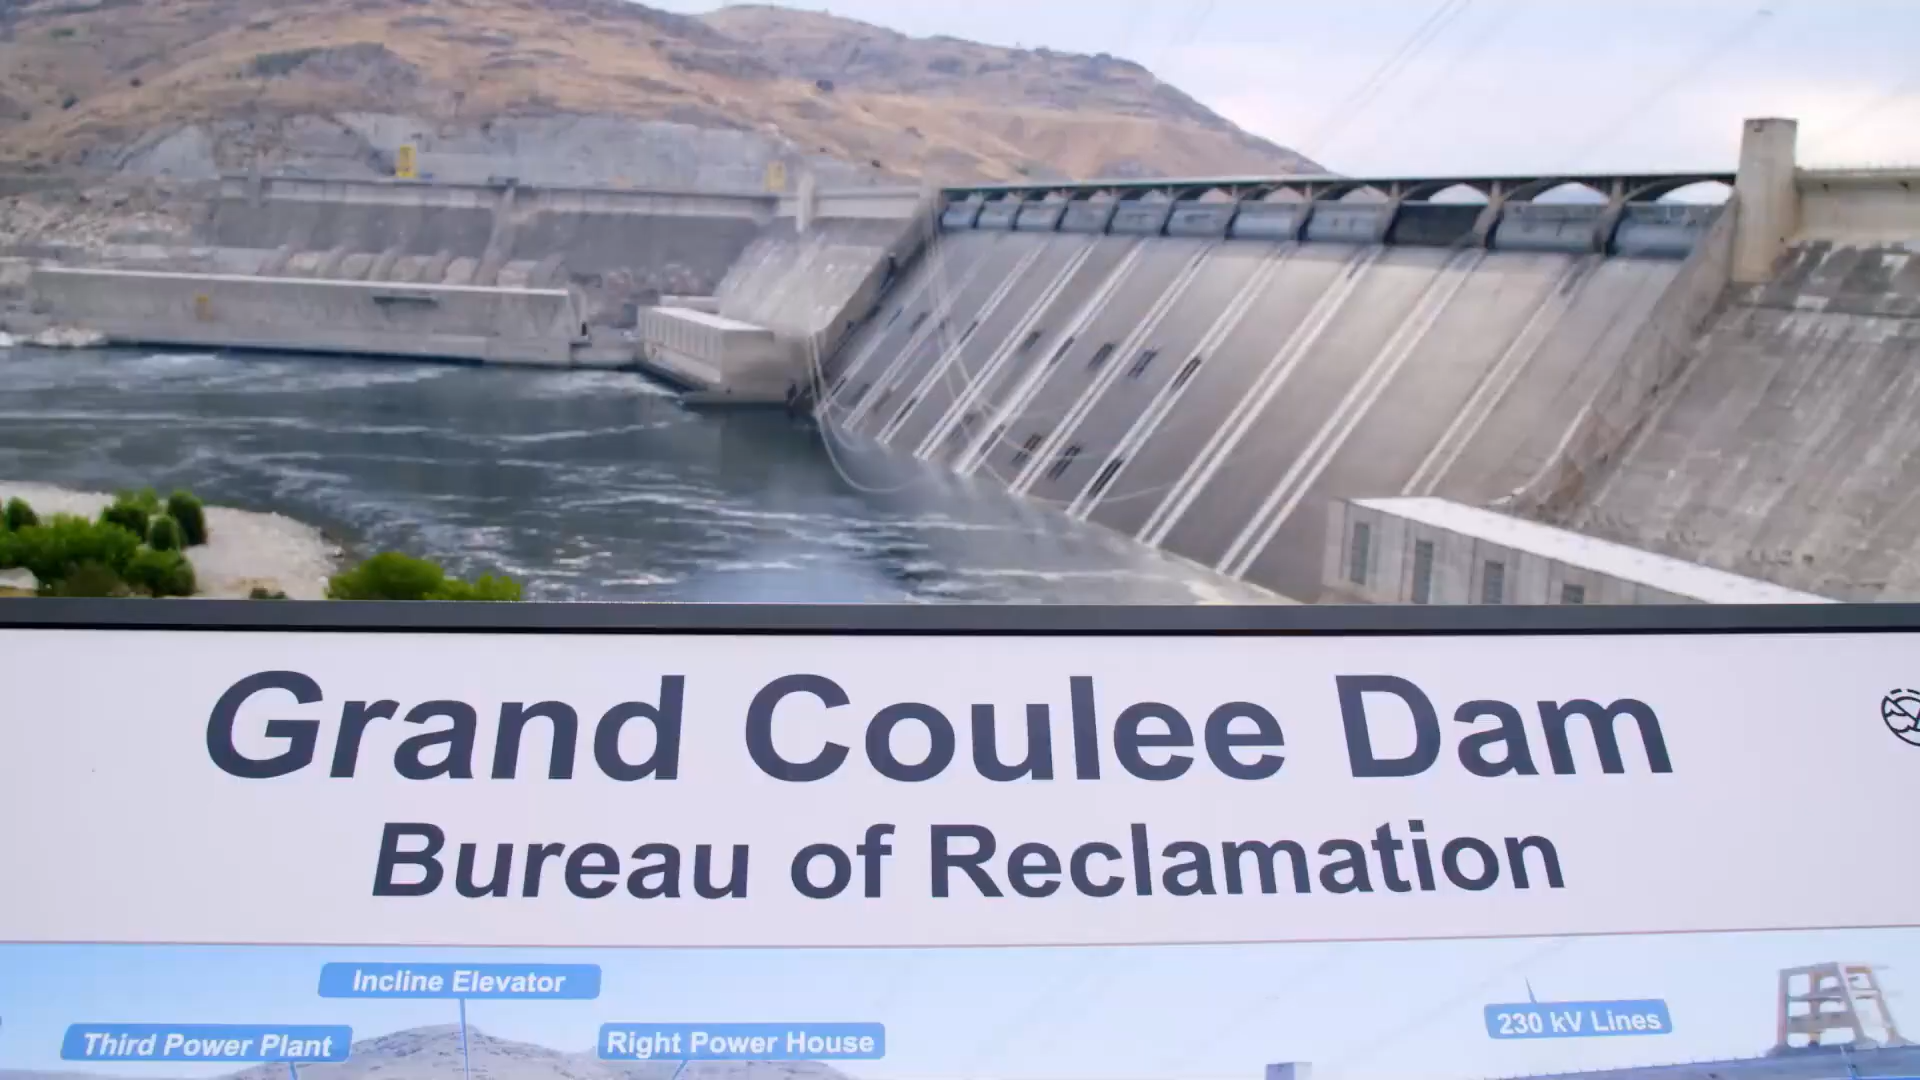 Grand Coulee Dam
Bureau of Reclamation
Incline Elevator
Third Power Plant
Right Power House
230 kV Lines